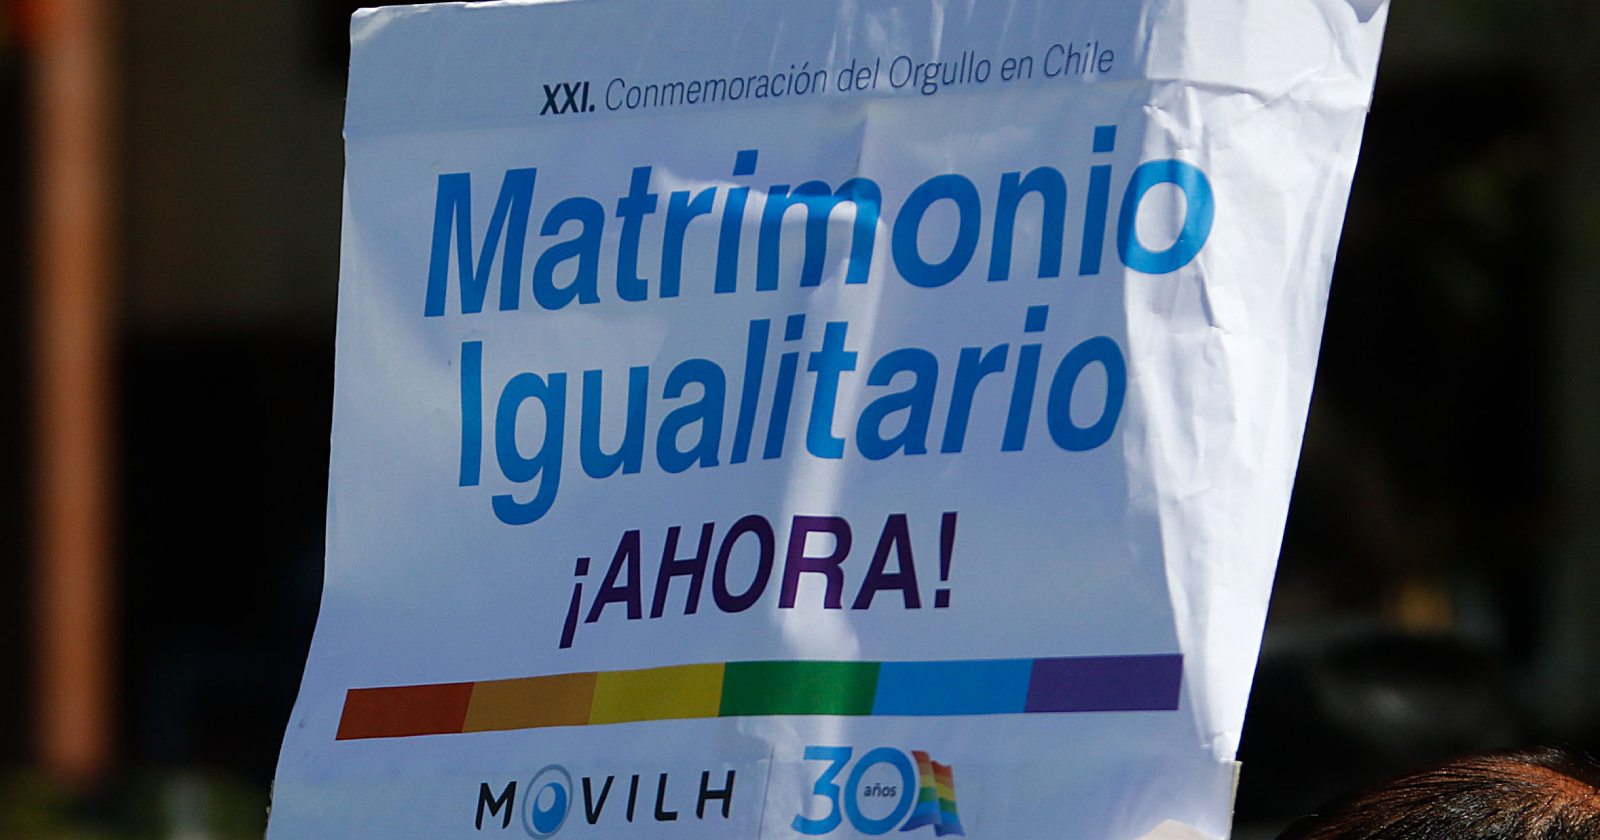 XXI. Conmemoración del Orgullo en Chile
Matrimonio
Igualitario
¡AHORA!
MOVILH 30 años